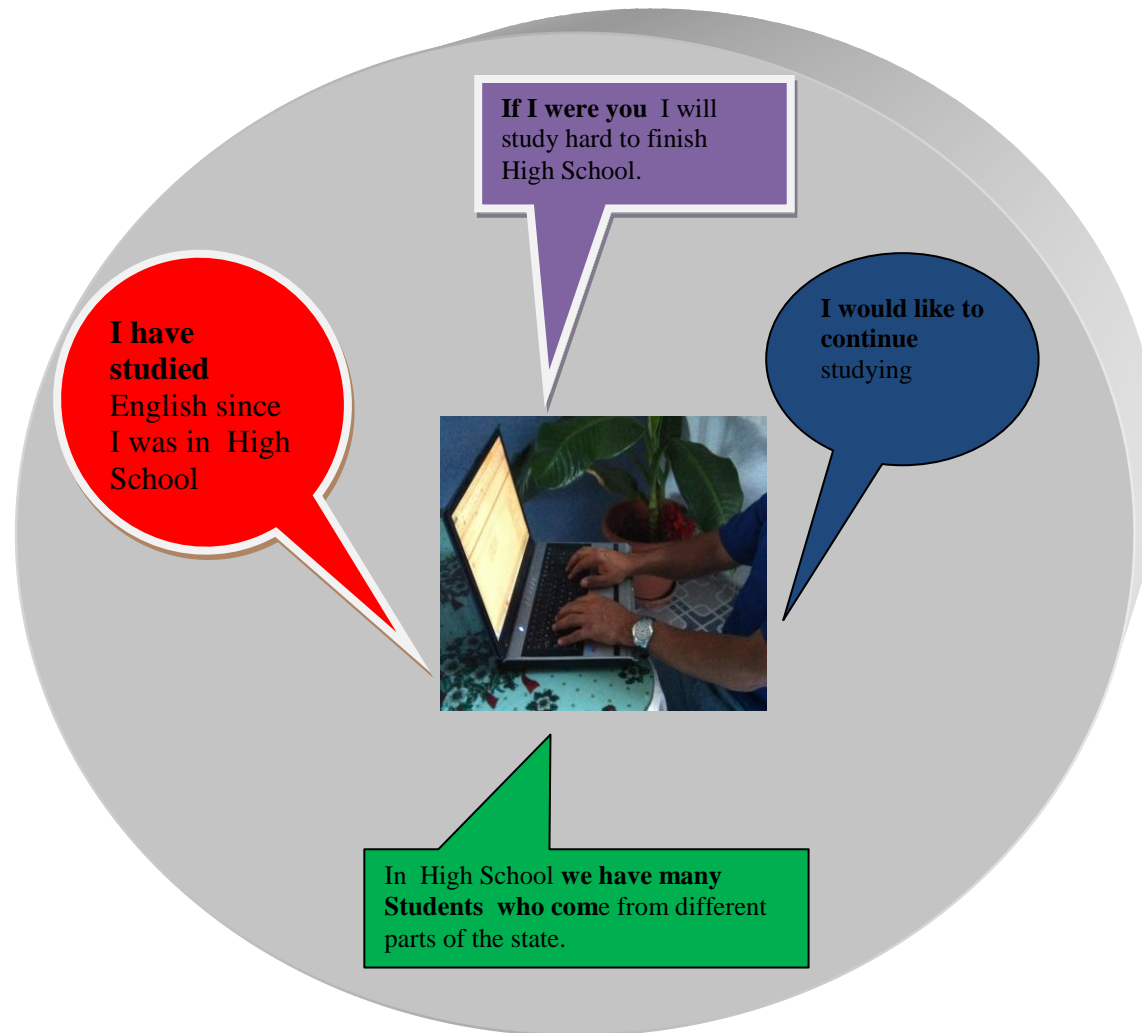 If I were you  I will
study hard to finish
High School.
I have
studied
English since
I was in  High
School
I would like to
continue
studying
In  High School we have many
Students  who come from different
parts of the state.